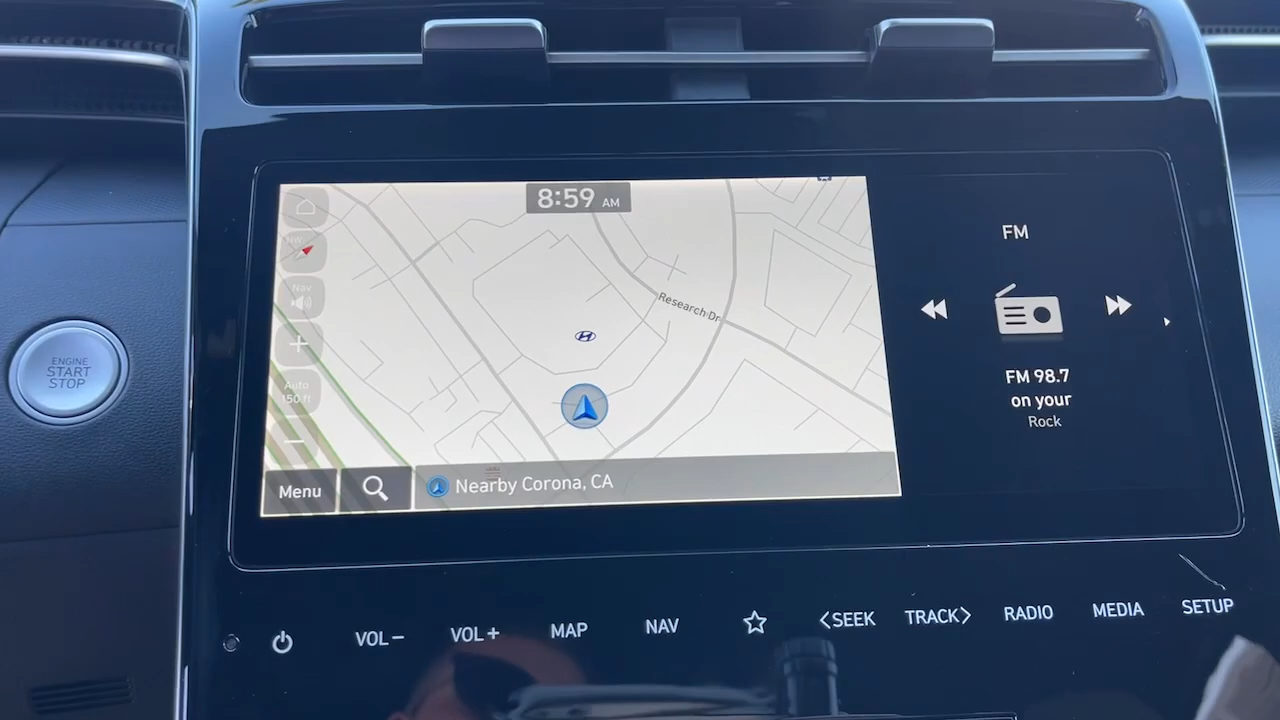 8:59 AM
Nav
Auto
150 ft
Research Dr
Menu
Nearby Corona, CA
FM
FM 98.7
on your
Rock
ENGINE
START
STOP
VOL−
VOL+
MAP
NAV
<SEEK
TRACK>
RADIO
MEDIA
SETUP